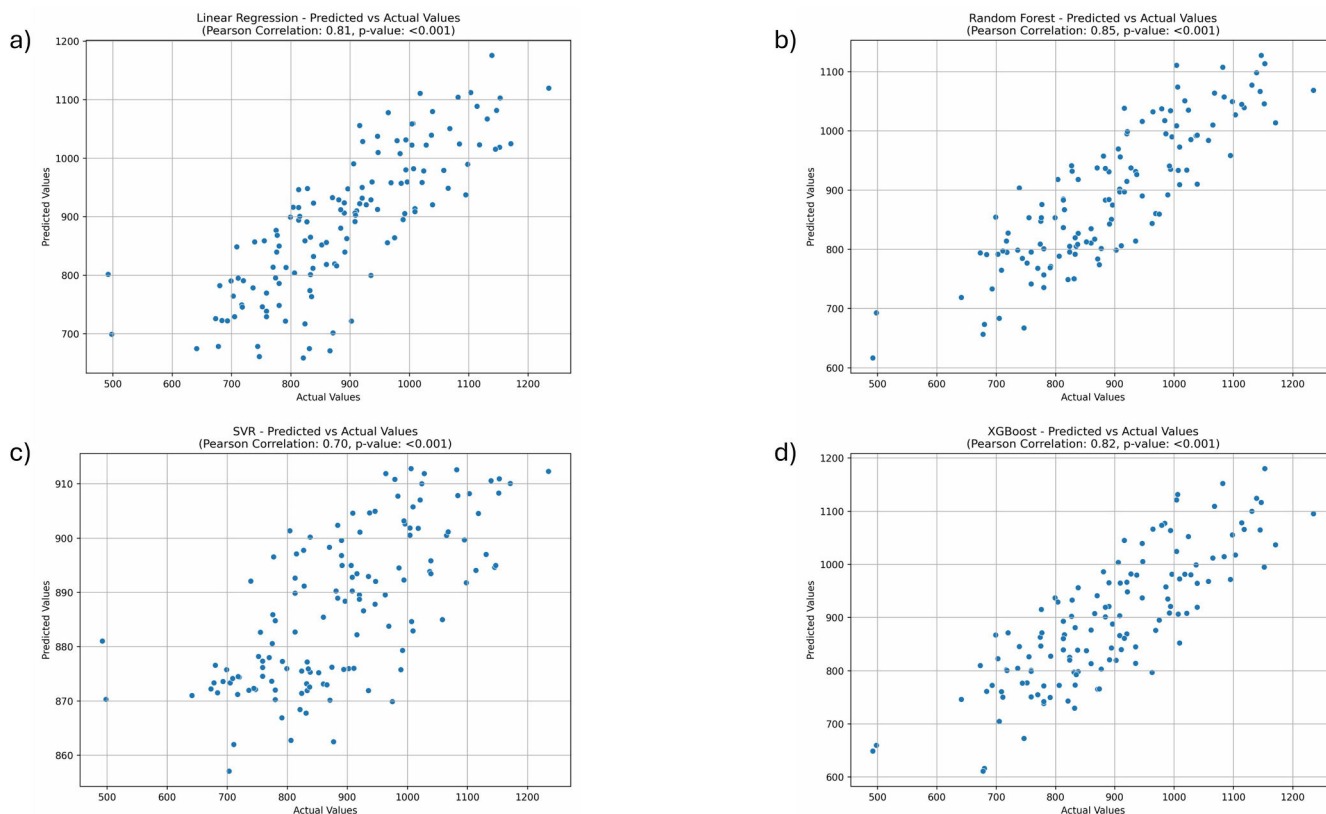 a)
Linear Regression - Predicted vs Actual Values
(Pearson Correlation: 0.81, p-value: <0.001)
1200
1100
1000
900
800
700
Predicted Values
500 600 700 800 900 1000 1100 1200
Actual Values
b)
Random Forest - Predicted vs Actual Values
(Pearson Correlation: 0.85, p-value: <0.001)
1100
1000
900
800
700
600
Predicted Values
500 600 700 800 900 1000 1100 1200
Actual Values
c)
SVR - Predicted vs Actual Values
(Pearson Correlation: 0.70, p-value: <0.001)
910
900
890
880
870
860
Predicted Values
500 600 700 800 900 1000 1100 1200
Actual Values
d)
XGBoost - Predicted vs Actual Values
(Pearson Correlation: 0.82, p-value: <0.001)
1200
1100
1000
900
800
700
600
Predicted Values
500 600 700 800 900 1000 1100 1200
Actual Values